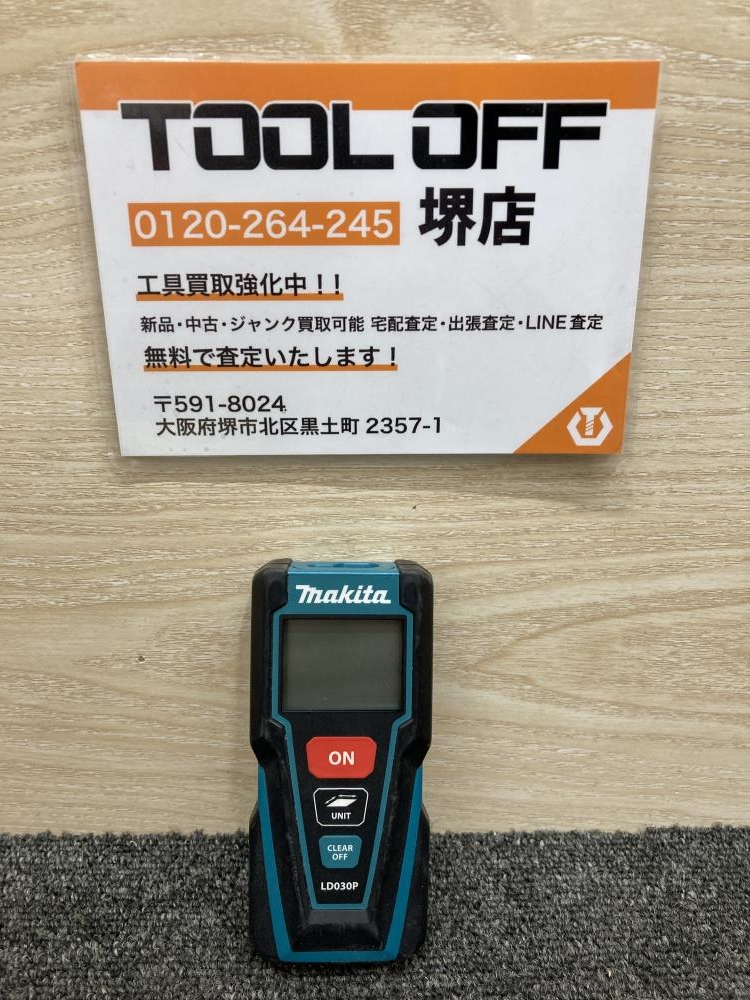 TOOL OFF
0120-264-245 堺店
工具買取強化中!!
新品・中古・ジャンク買取可能 宅配査定・出張査定・LINE査定
無料で査定いたします!
〒591-8024
大阪府堺市北区黒土町 2357-1
makita
ON
UNIT
CLEAR
OFF
LD030P